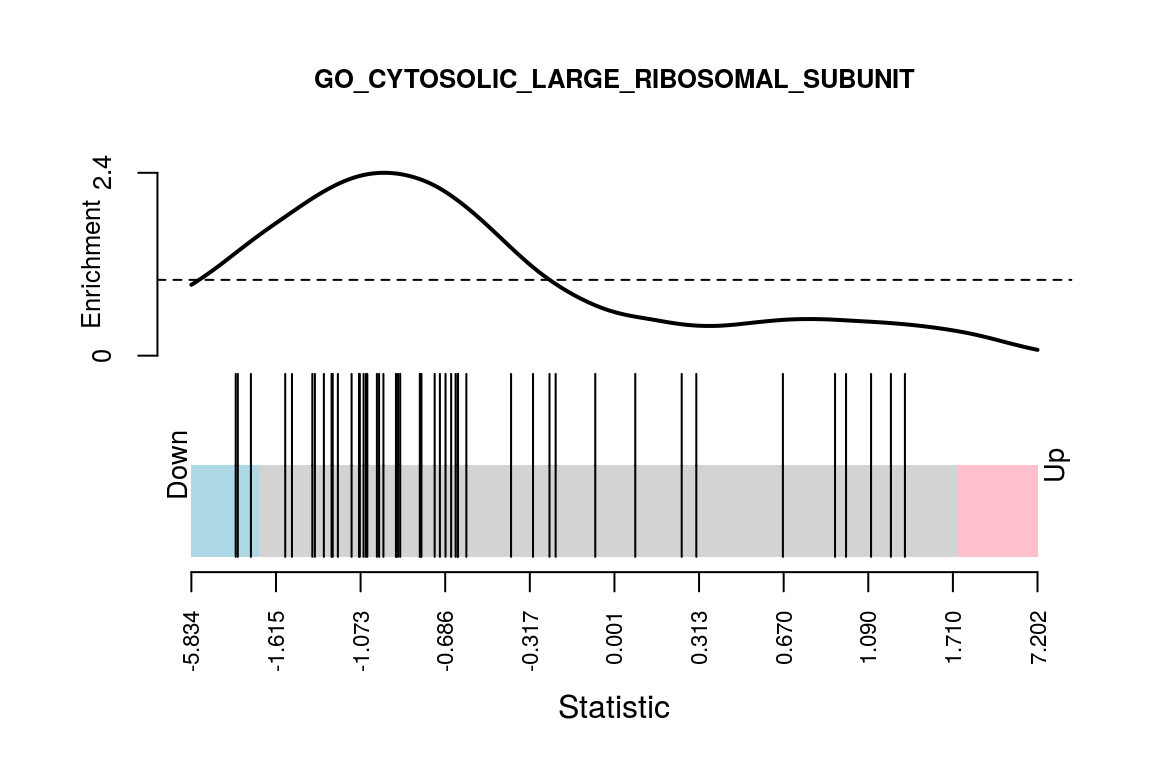 GO_CYTOSOLIC_LARGE_RIBOSOMAL_SUBUNIT
Enrichment
2.4
0
Down
Up
-5.834
-1.615
-1.073
-0.686
-0.317
0.001
0.313
0.670
1.090
1.710
7.202
Statistic